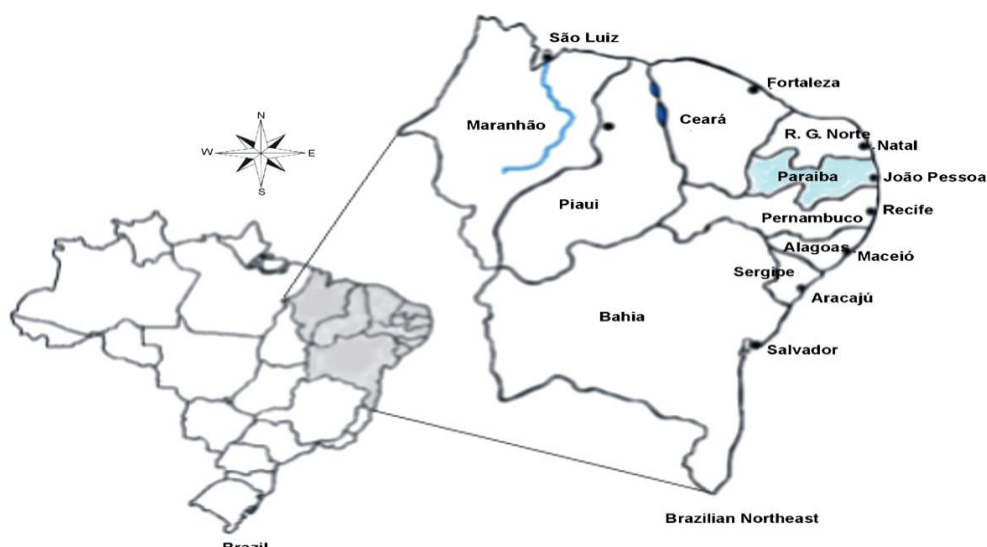 São Luiz
Fortaleza
N
Maranhão
Ceará
R. G. Norte
Natal
W
E
S
Paraiba
João Pessoa
Piaui
Recife
Pernambuco
Alagoas
Maceió
Sergipe
Aracajú
Bahia
Salvador
Brazilian Northeast
Brazil